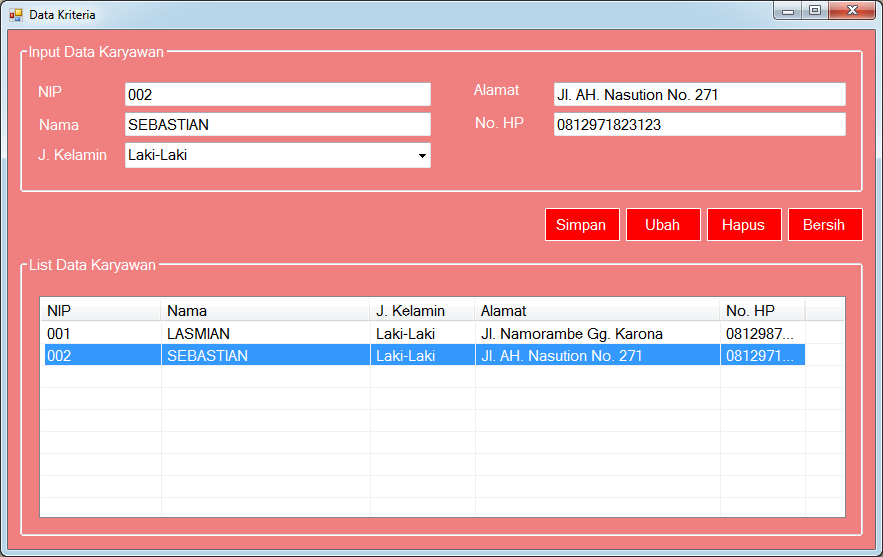 Data Kriteria
Input Data Karyawan
NIP 002 Alamat Jl. AH. Nasution No. 271
Nama SEBASTIAN No. HP 0812971823123
J. Kelamin Laki-Laki
Simpan Ubah Hapus Bersih
List Data Karyawan
NIP Nama J. Kelamin Alamat No. HP
001 LASMIAN Laki-Laki Jl. Namorambe Gg. Karona 0812987...
002 SEBASTIAN Laki-Laki Jl. AH. Nasution No. 271 0812971...